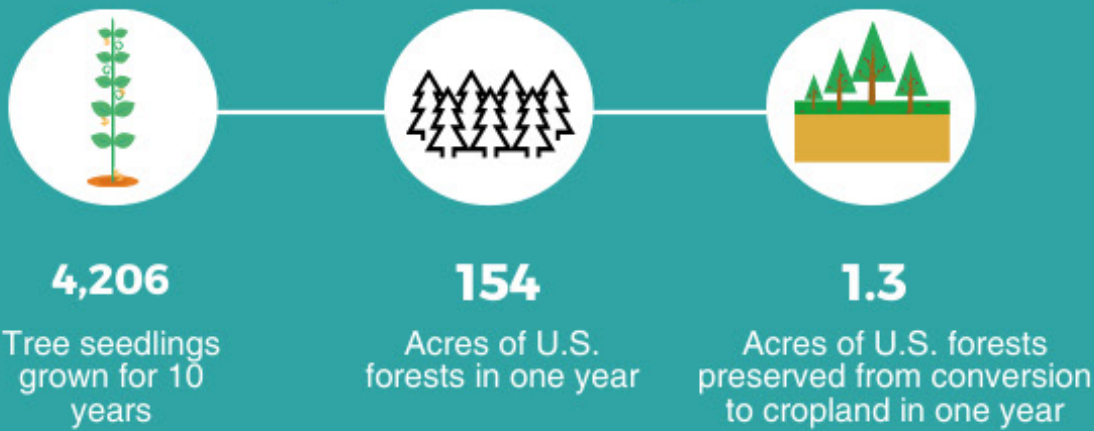 4,206
Tree seedlings
grown for 10
years
154
Acres of U.S.
forests in one year
1.3
Acres of U.S. forests
preserved from conversion
to cropland in one year